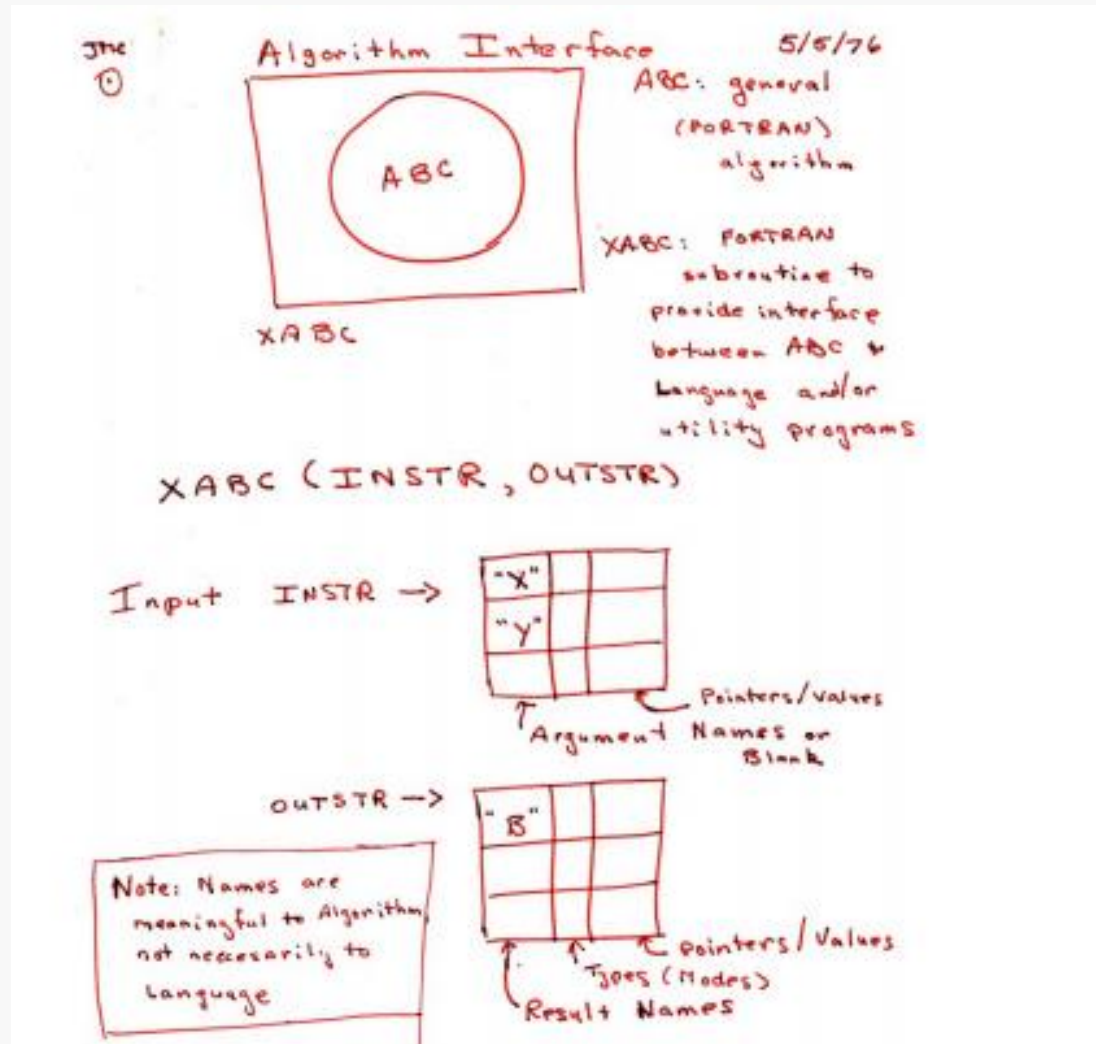 JMC
Algorithm Interface
5/5/76
ABC: general
(FORTRAN)
algorithm
ABC
XABC: FORTRAN
subroutine to
provide interface
between ABC &
Language and/or
utility programs
XABC
XABC (INSTR, OUTSTR)
Input INSTR →
"X"
"Y"
Pointers/Values
Argument Names or
Blank
OUTSTR →
"B"
Note: Names are
meaningful to Algorithm,
not neccesarily to
Language
Pointers/Values
Types (Modes)
Result Names